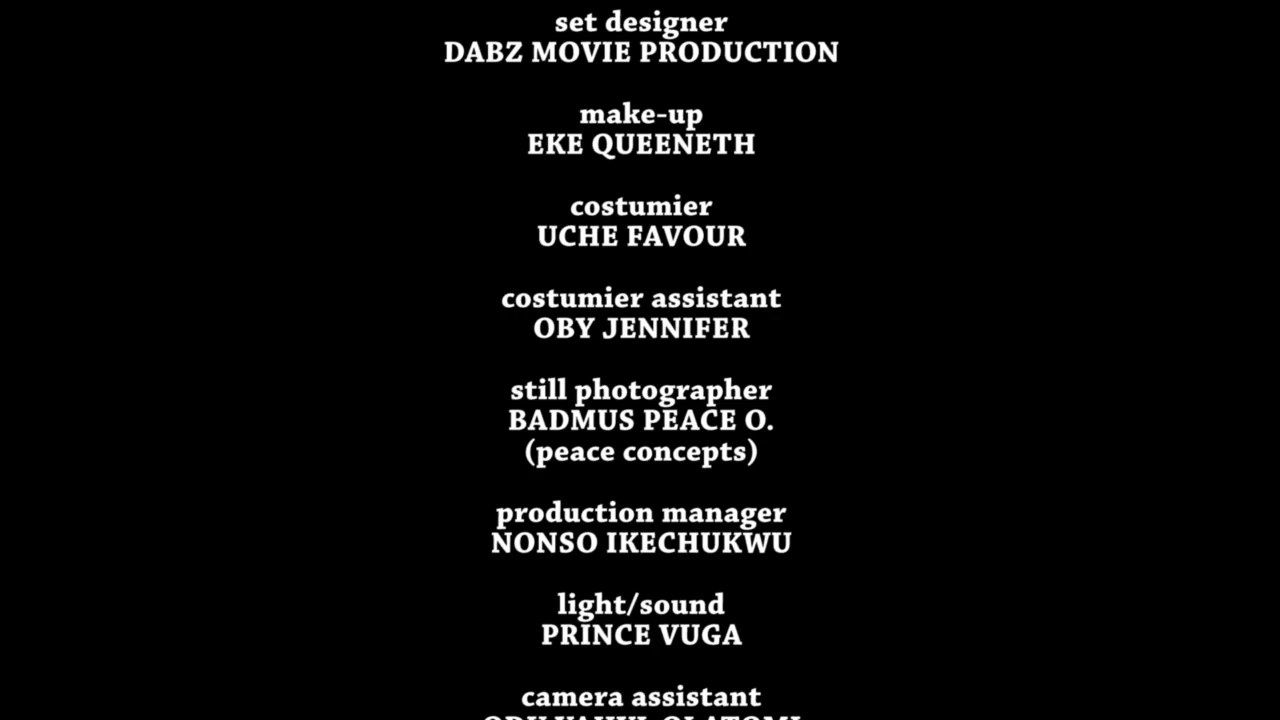 set designer
DABZ MOVIE PRODUCTION
make-up
EKE QUEENETH
costumier
UCHE FAVOUR
costumier assistant
OBY JENNIFER
still photographer
BADMUS PEACE O.
(peace concepts)
production manager
NONSO IKECHUKWU
light/sound
PRINCE VUGA
camera assistant